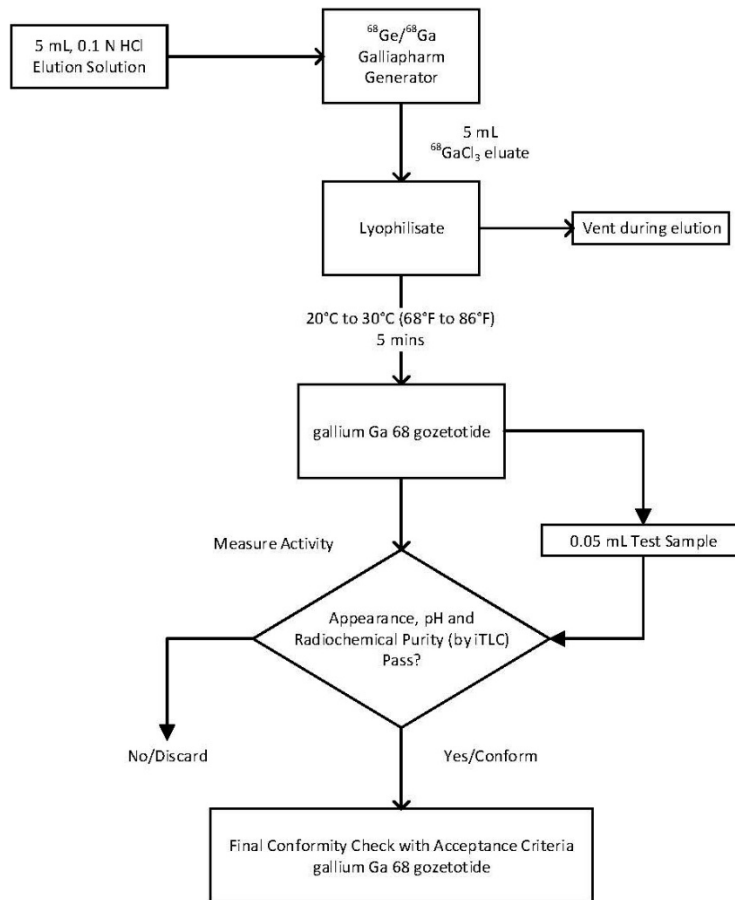 5 mL, 0.1 N HCl
Elution Solution
⁶⁸Ge/⁶⁸Ga
Galliapharm
Generator
5 mL
⁶⁸GaCl₃ eluate
Lyophilisate
Vent during elution
20°C to 30°C (68°F to 86°F)
5 mins
gallium Ga 68 gozetotide
0.05 mL Test Sample
Measure Activity
Appearance, pH and
Radiochemical Purity (by iTLC)
Pass?
No/Discard
Yes/Conform
Final Conformity Check with Acceptance Criteria
gallium Ga 68 gozetotide